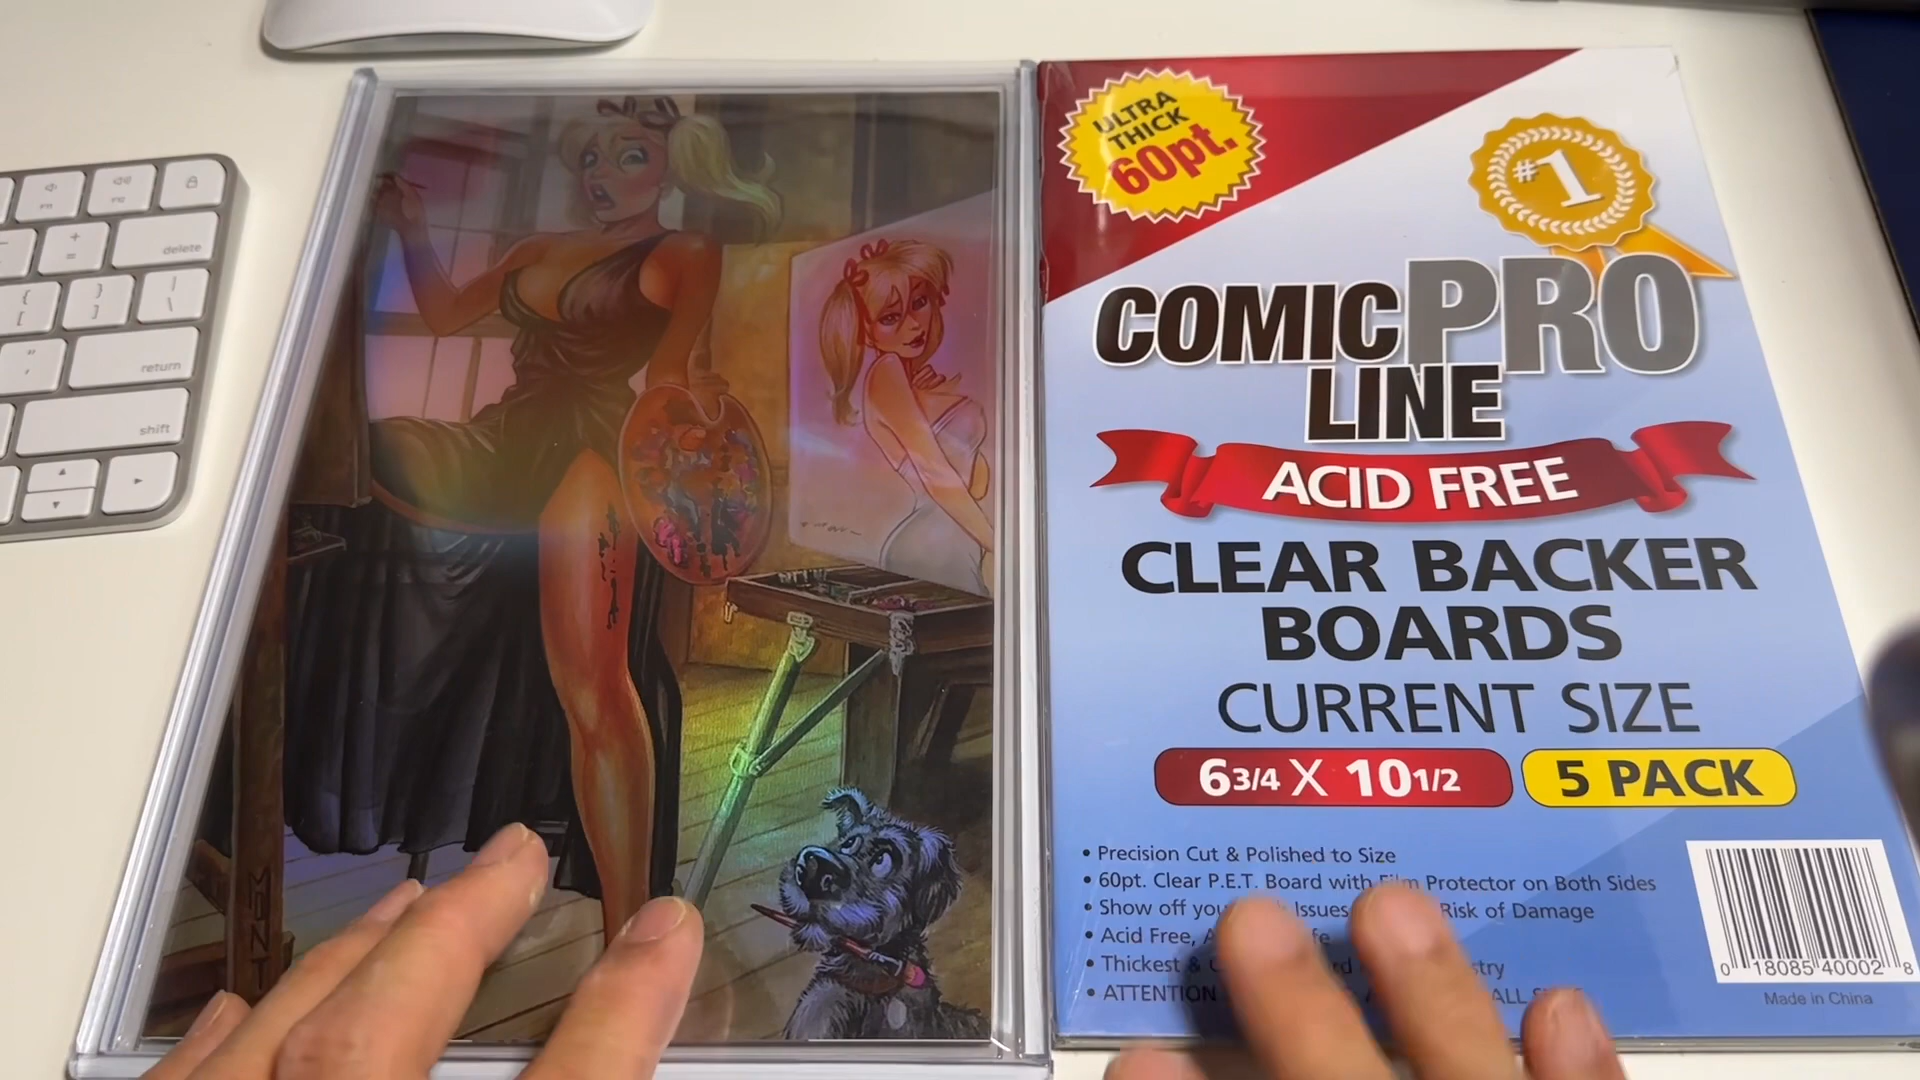 delete
return
shift
MONT
ULTRA
THICK
60pt.
#1
COMIC PRO
LINE
ACID FREE
CLEAR BACKER
BOARDS
CURRENT SIZE
6 3/4 X 10 1/2
5 PACK
• Precision Cut & Polished to Size
• 60pt. Clear P.E.T. Board with Film Protector on Both Sides
• Show off your Issues Risk of Damage
• Acid Free,
• Thickest &
• ATTENTION ALL
0 18085 40002 8
Made in China